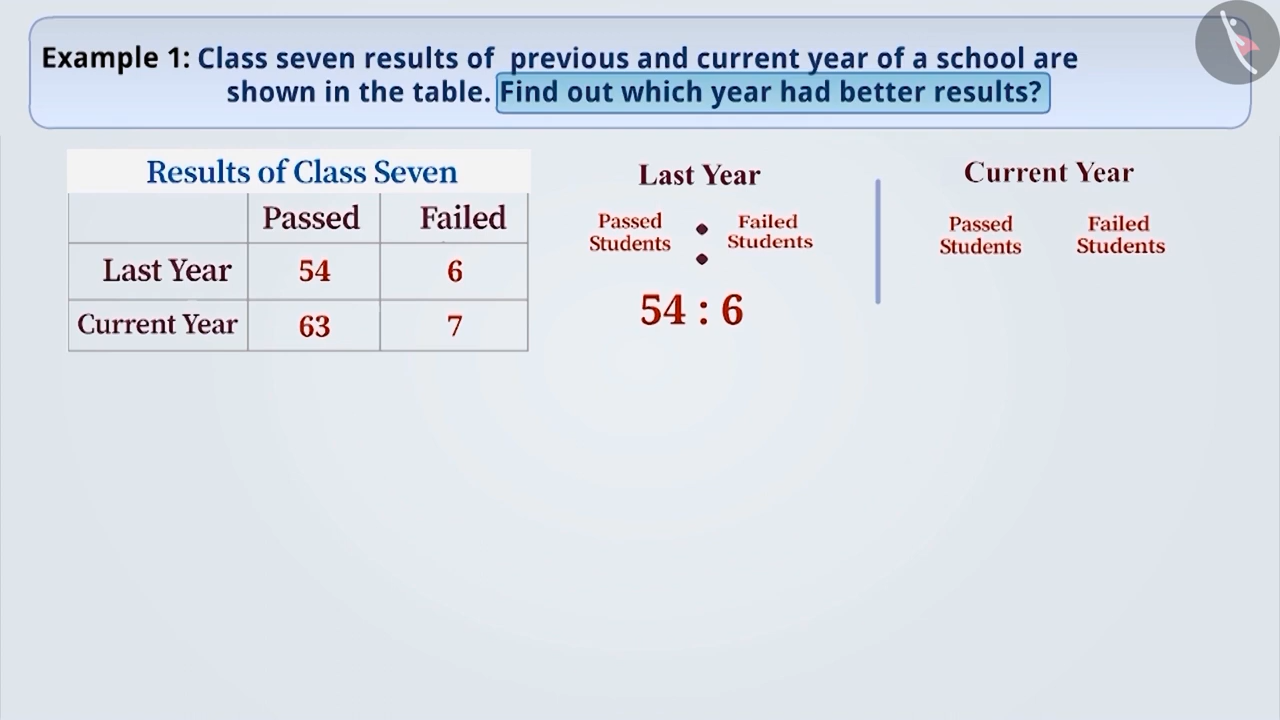 Example 1: Class seven results of previous and current year of a school are
shown in the table. Find out which year had better results?
Results of Class Seven
Passed Failed
Last Year 54 6
Current Year 63 7
Last Year
Passed Students : Failed Students
54 : 6
Current Year
Passed Students Failed Students